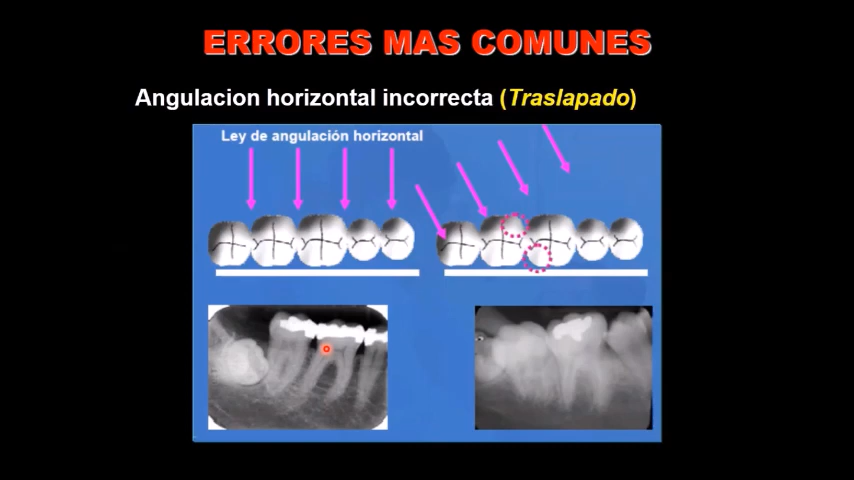 ERRORES MAS COMUNES
Angulacion horizontal incorrecta (Traslapado)
Ley de angulación horizontal